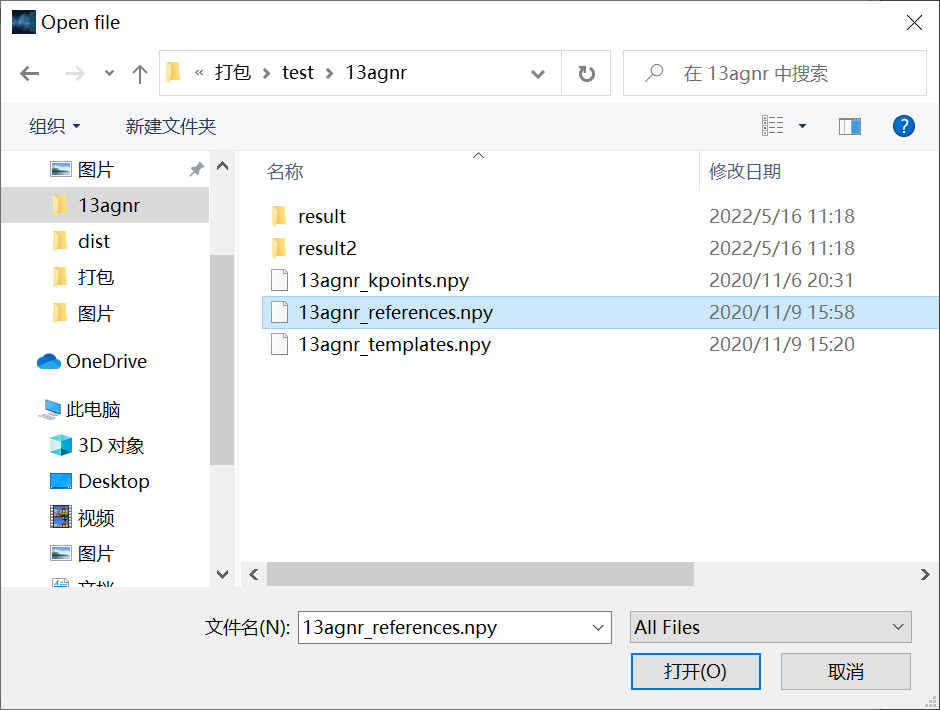 Open file
« 打包 › test › 13agnr
在 13agnr 中搜索
组织
新建文件夹
图片
13agnr
dist
打包
图片
OneDrive
此电脑
3D 对象
Desktop
视频
图片
文档
名称 修改日期
result 2022/5/16 11:18
result2 2022/5/16 11:18
13agnr_kpoints.npy 2020/11/6 20:31
13agnr_references.npy 2020/11/9 15:58
13agnr_templates.npy 2020/11/9 15:20
文件名(N): 13agnr_references.npy
All Files
打开(O) 取消